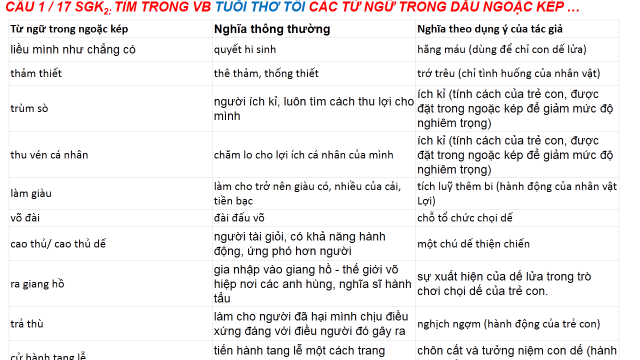 CÂU 1 / 17 SGK2: TÌM TRONG VB TUỔI THƠ TÔI CÁC TỪ NGỮ TRONG DẤU NGOẶC KÉP ...
Từ ngữ trong ngoặc kép
Nghĩa thông thường
Nghĩa theo dụng ý của tác giả
liều mình như chẳng có
quyết hi sinh
hăng máu (dùng để chỉ con dế lửa)
thảm thiết
thê thảm, thống thiết
trớ trêu (chỉ tình huống của nhân vật)
trùm sò
người ích kỉ, luôn tìm cách thu lợi cho
mình
ích kỉ (tính cách của trẻ con, được
đặt trong ngoặc kép để giảm mức độ
nghiêm trọng)
thu vén cá nhân
chăm lo cho lợi ích cá nhân của mình
ích kỉ (tính cách của trẻ con, được
đặt trong ngoặc kép để giảm mức độ
nghiêm trọng)
làm giàu
làm cho trở nên giàu có, nhiều của cải,
tiền bạc
tích luỹ thêm bi (hành động của nhân vật
Lợi)
võ đài
đài đấu võ
chỗ tổ chức chọi dế
cao thủ/ cao thủ dế
người tài giỏi, có khả năng hành
động, ứng phó hơn người
một chú dế thiện chiến
ra giang hồ
gia nhập vào giang hồ - thế giới võ
hiệp nơi các anh hùng, nghĩa sĩ hành
tẩu
sự xuất hiện của dế lửa trong trò
chơi chọi dế của trẻ con.
trả thù
làm cho người đã hại mình chịu điều
xứng đáng với điều người đó gây ra
nghịch ngợm (hành động của trẻ con)
cử hành tang lễ
tiến hành tang lễ một cách trang
chôn cất và tưởng niệm con dế (hành